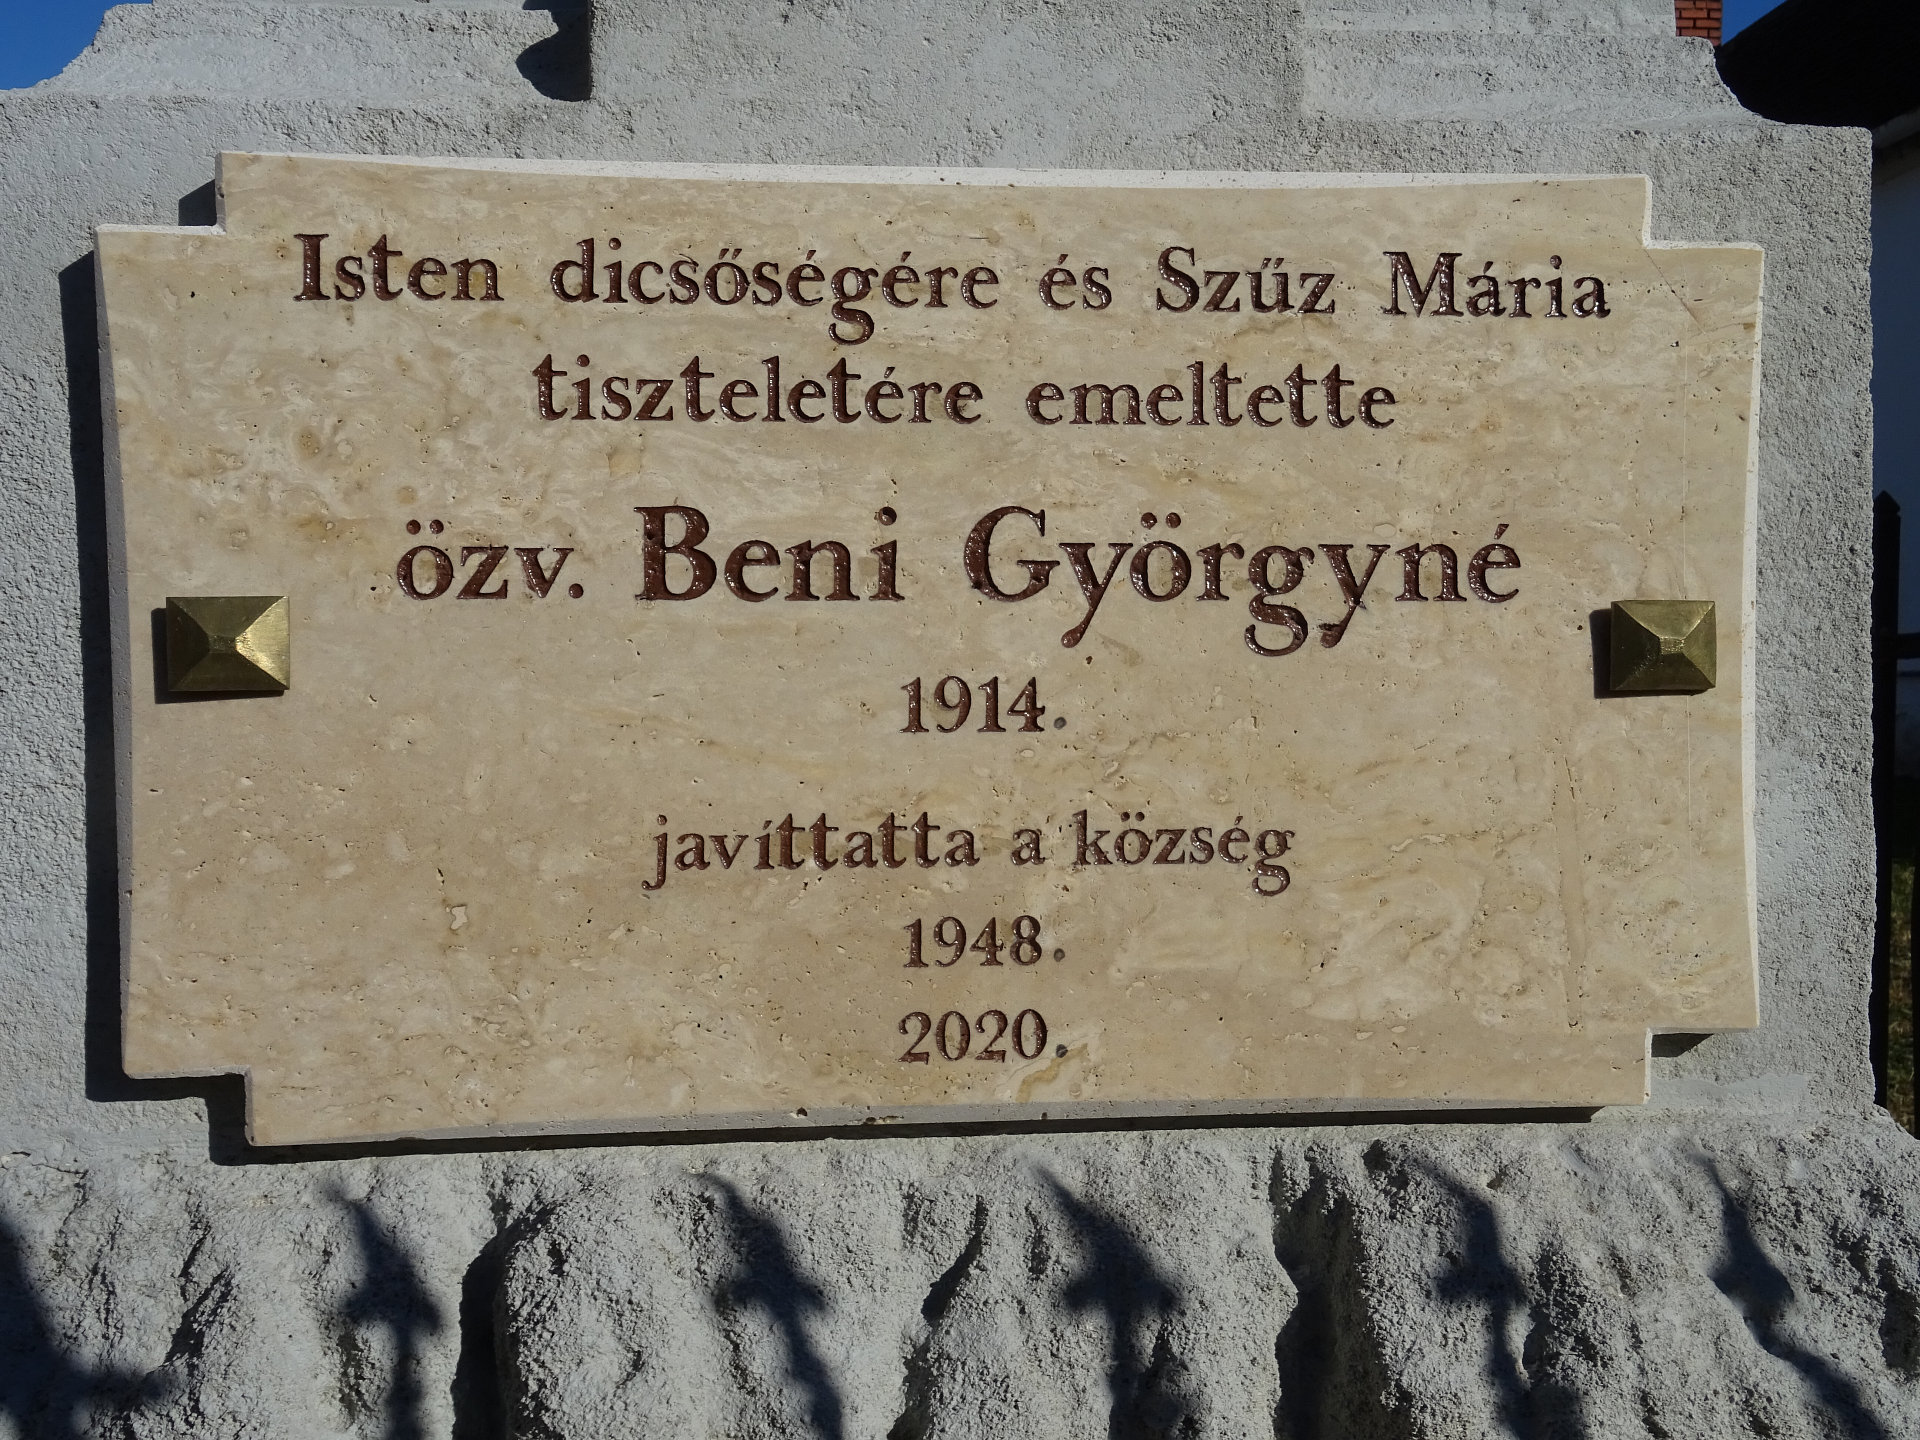 Isten dicsőségére és Szűz Mária
tiszteletére emeltette
özv. Beni Györgyné
1914.
javíttatta a község
1948.
2020.